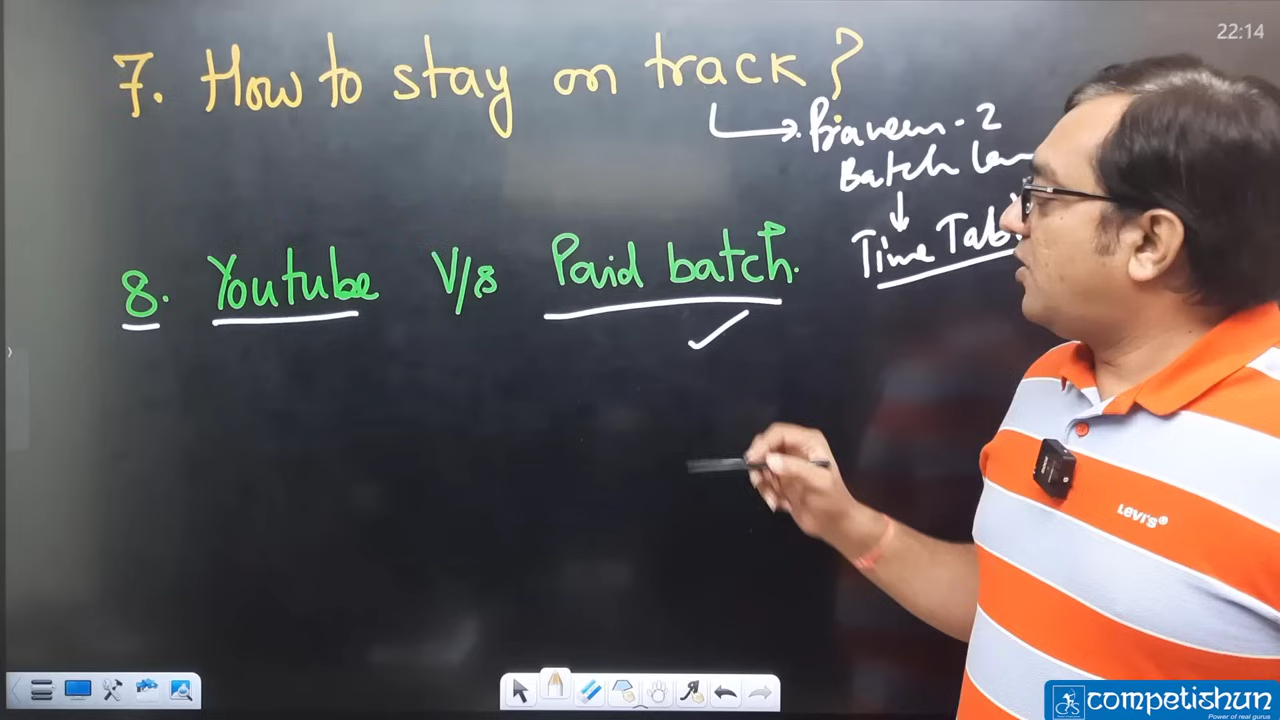 22:14
7. How to stay on track?
Praveen - 2
Batch
Time
8. Youtube V/s Paid batch.
LEVI'S®
competishun
Power of real gurus